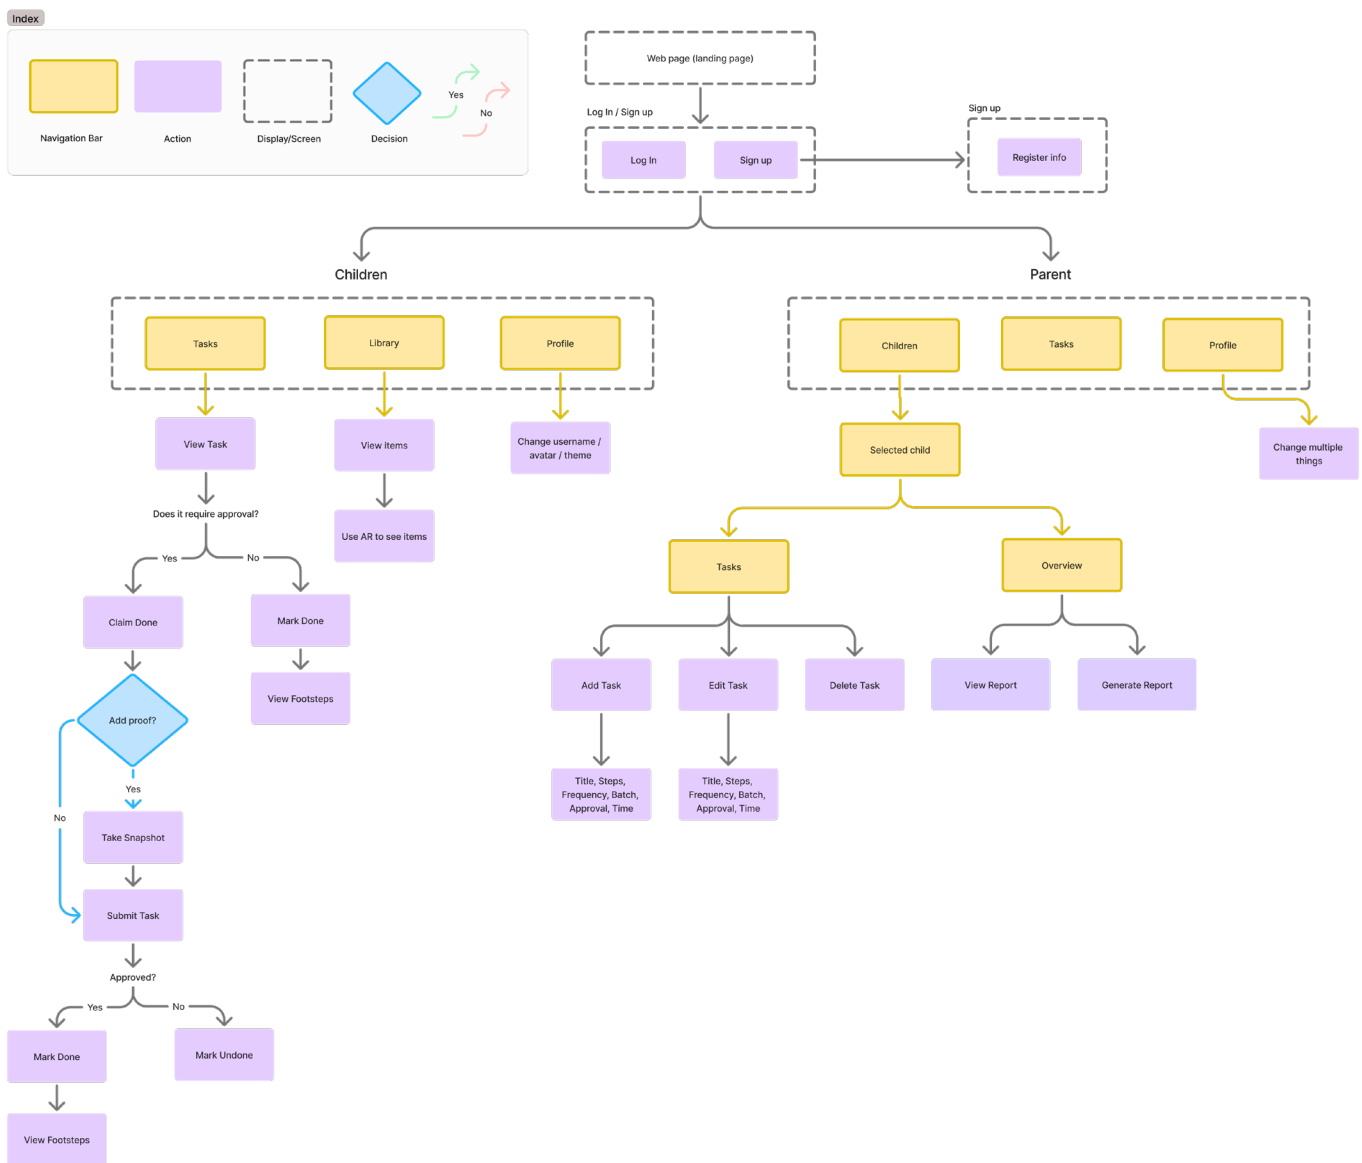 Index
Navigation Bar
Action
Display/Screen
Decision
Yes
No
Web page (landing page)
Log In / Sign up
Log In
Sign up
Sign up
Register info
Children
Parent
Tasks
Library
Profile
Children
Tasks
Profile
View Task
View items
Change username /
avatar / theme
Selected child
Change multiple
things
Does it require approval?
Use AR to see items
Yes
No
Tasks
Overview
Claim Done
Mark Done
Add Task
Edit Task
Delete Task
View Report
Generate Report
View Footsteps
Add proof?
Yes
No
Title, Steps,
Frequency, Batch,
Approval, Time
Title, Steps,
Frequency, Batch,
Approval, Time
Take Snapshot
Submit Task
Approved?
Yes
No
Mark Done
Mark Undone
View Footsteps